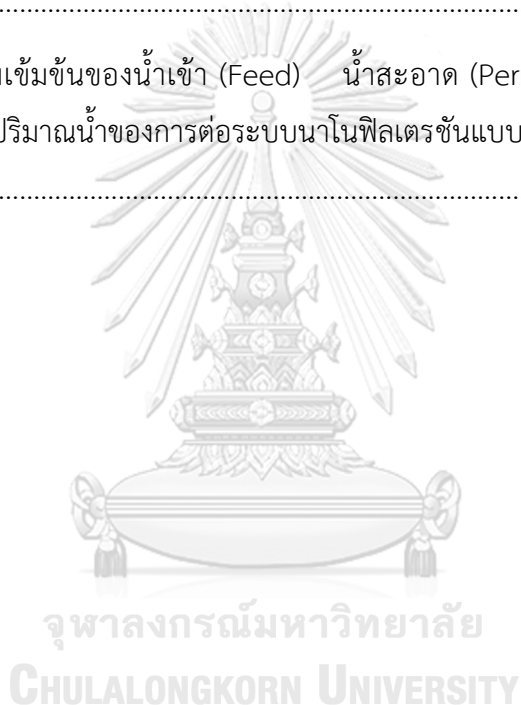 เข้มข้นของน้ำเข้า (Feed) น้ำสะอาด (Per
ปริมาณน้ำของการต่อระบบนาโนฟิลเตรชันแบบ
จุฬาลงกรณ์มหาวิทยาลัย
CHULALONGKORN UNIVERSITY